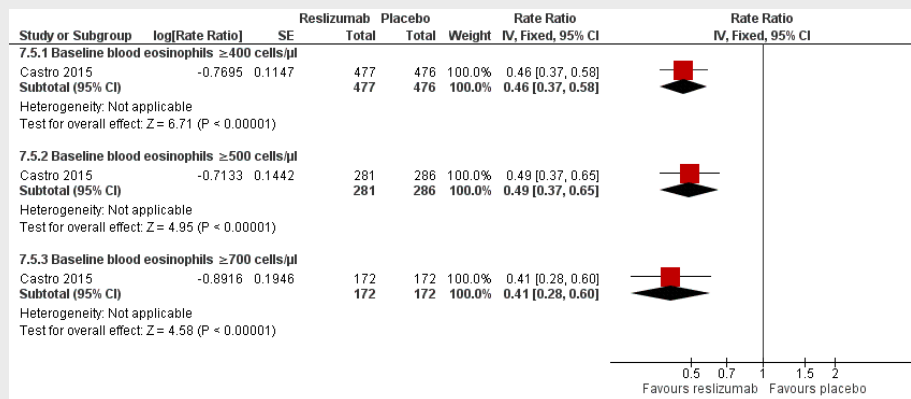 Reslizumab Placebo Rate Ratio Rate Ratio
Study or Subgroup log[Rate Ratio] SE Total Total Weight IV, Fixed, 95% CI IV, Fixed, 95% CI
7.5.1 Baseline blood eosinophils ≥400 cells/µl
Castro 2015 -0.7695 0.1147 477 476 100.0% 0.46 [0.37, 0.58]
Subtotal (95% CI) 477 476 100.0% 0.46 [0.37, 0.58]
Heterogeneity: Not applicable
Test for overall effect: Z = 6.71 (P < 0.00001)
7.5.2 Baseline blood eosinophils ≥500 cells/µl
Castro 2015 -0.7133 0.1442 281 286 100.0% 0.49 [0.37, 0.65]
Subtotal (95% CI) 281 286 100.0% 0.49 [0.37, 0.65]
Heterogeneity: Not applicable
Test for overall effect: Z = 4.95 (P < 0.00001)
7.5.3 Baseline blood eosinophils ≥700 cells/µl
Castro 2015 -0.8916 0.1946 172 172 100.0% 0.41 [0.28, 0.60]
Subtotal (95% CI) 172 172 100.0% 0.41 [0.28, 0.60]
Heterogeneity: Not applicable
Test for overall effect: Z = 4.58 (P < 0.00001)
0.5 0.7 1 1.5 2
Favours reslizumab Favours placebo